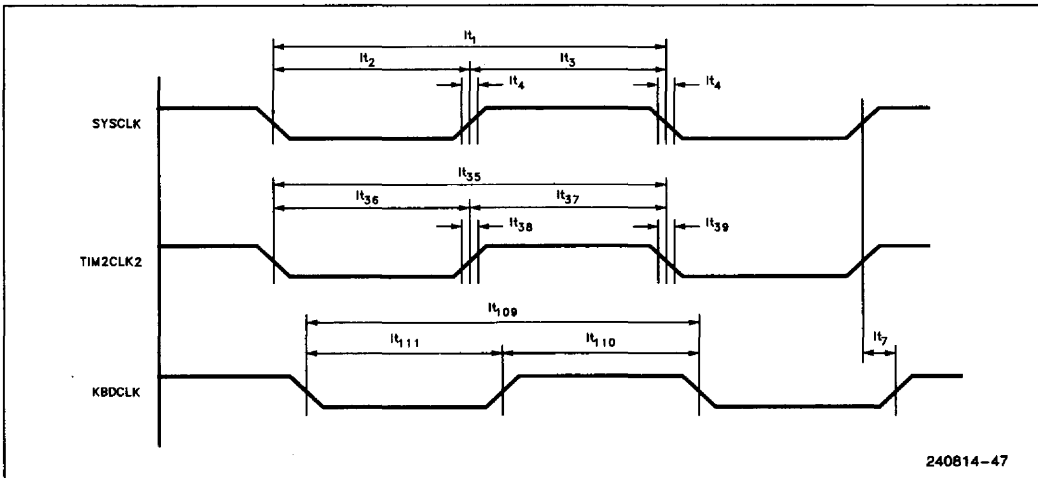 lt1
lt2 lt3
lt4 lt4
SYSCLK
lt35
lt36 lt37
lt38 lt39
TIM2CLK2
lt109
lt111 lt110 lt7
KBDCLK
240814-47